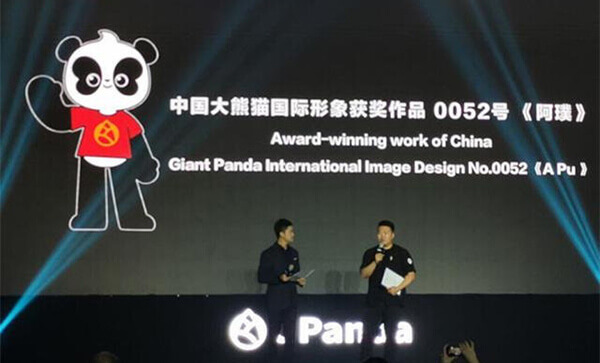 中国大熊猫国际形象获奖作品 0052号《阿璞》
Award-winning work of China
Giant Panda International Image Design No.0052《A Pu》
Panda